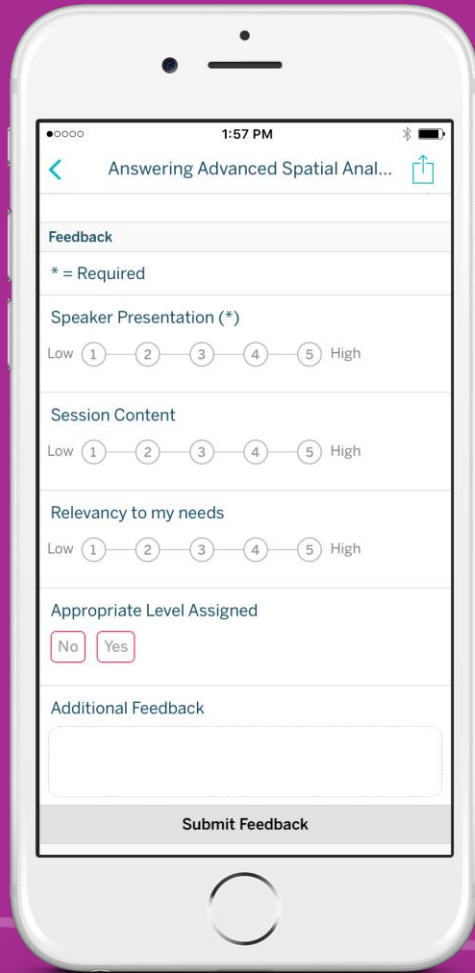 1:57 PM
Answering Advanced Spatial Anal...
Feedback
* = Required
Speaker Presentation (*)
Low 1 2 3 4 5 High
Session Content
Low 1 2 3 4 5 High
Relevancy to my needs
Low 1 2 3 4 5 High
Appropriate Level Assigned
No Yes
Additional Feedback
Submit Feedback